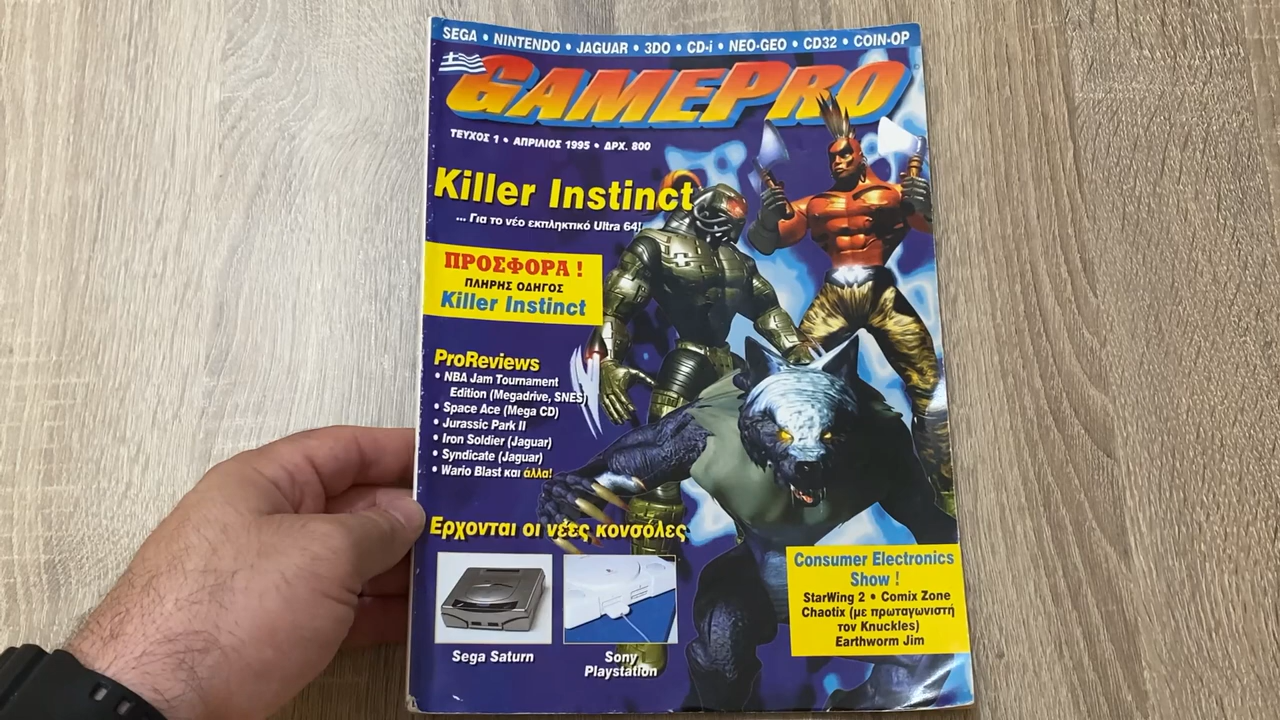 SEGA • NINTENDO • JAGUAR • 3DO • CD-i • NEO-GEO • CD32 • COIN-OP
GAMEPRO
ΤΕΥΧΟΣ 1 • ΑΠΡΙΛΙΟΣ 1995 • ΔΡΧ. 800
Killer Instinct
... Για το νέο εκπληκτικό Ultra 64!
ΠΡΟΣΦΟΡΑ !
ΠΛΗΡΗΣ ΟΔΗΓΟΣ
Killer Instinct
ProReviews
• NBA Jam Tournament
Edition (Megadrive, SNES)
• Space Ace (Mega CD)
• Jurassic Park II
• Iron Soldier (Jaguar)
• Syndicate (Jaguar)
• Wario Blast και άλλα!
Ερχονται οι νέες κονσόλες
Sega Saturn
Sony
Playstation
Consumer Electronics
Show !
StarWing 2 • Comix Zone
Chaotix (με πρωταγωνιστή
τον Knuckles)
Earthworm Jim